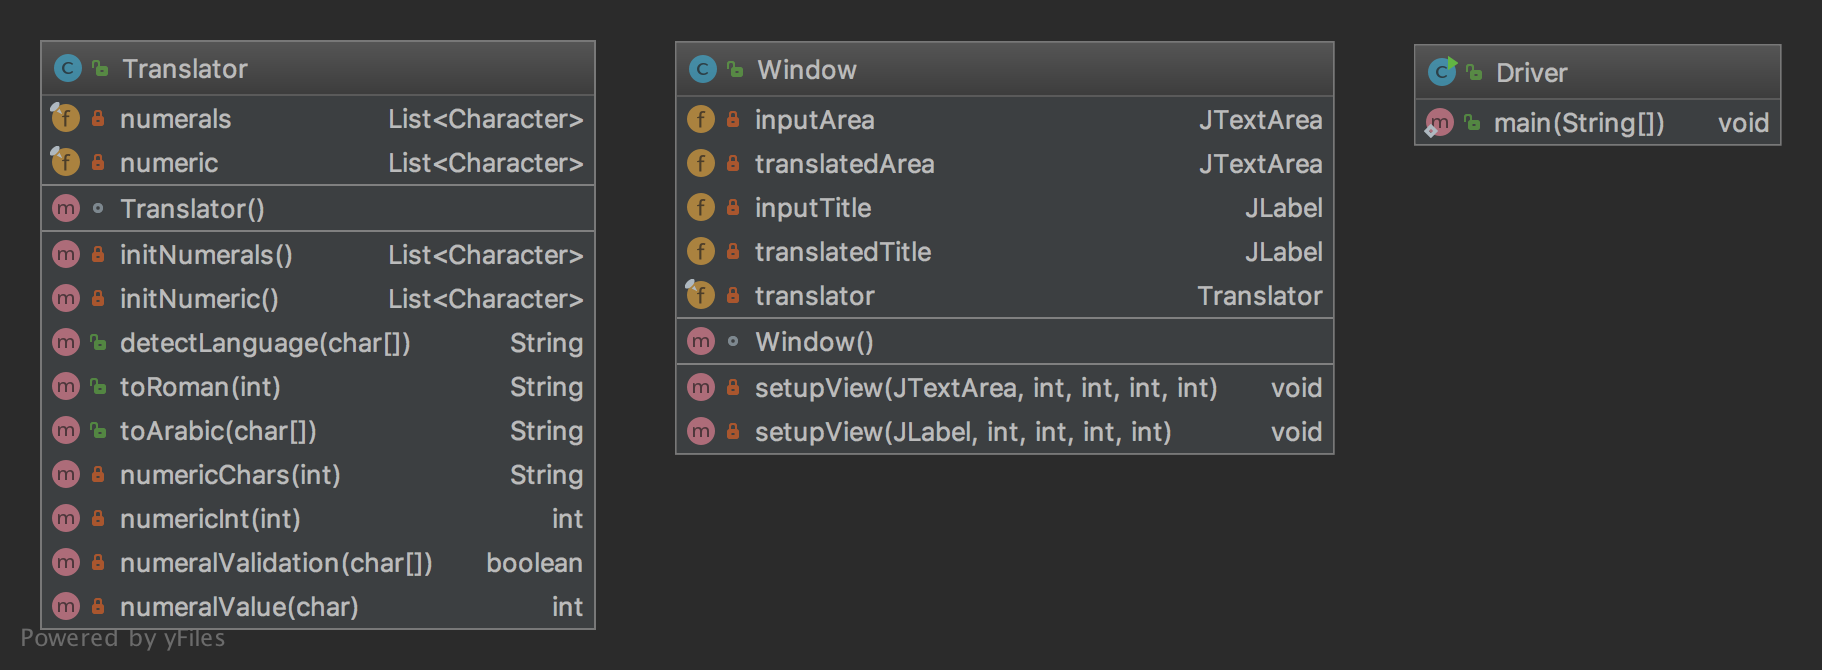 Translator
numerals List<Character>
numeric List<Character>
Translator()
initNumerals() List<Character>
initNumeric() List<Character>
detectLanguage(char[]) String
toRoman(int) String
toArabic(char[]) String
numericChars(int) String
numericInt(int) int
numeralValidation(char[]) boolean
numeralValue(char) int
Window
inputArea JTextArea
translatedArea JTextArea
inputTitle JLabel
translatedTitle JLabel
translator Translator
Window()
setupView(JTextArea, int, int, int, int) void
setupView(JLabel, int, int, int, int) void
Driver
main(String[]) void
Powered by yFiles